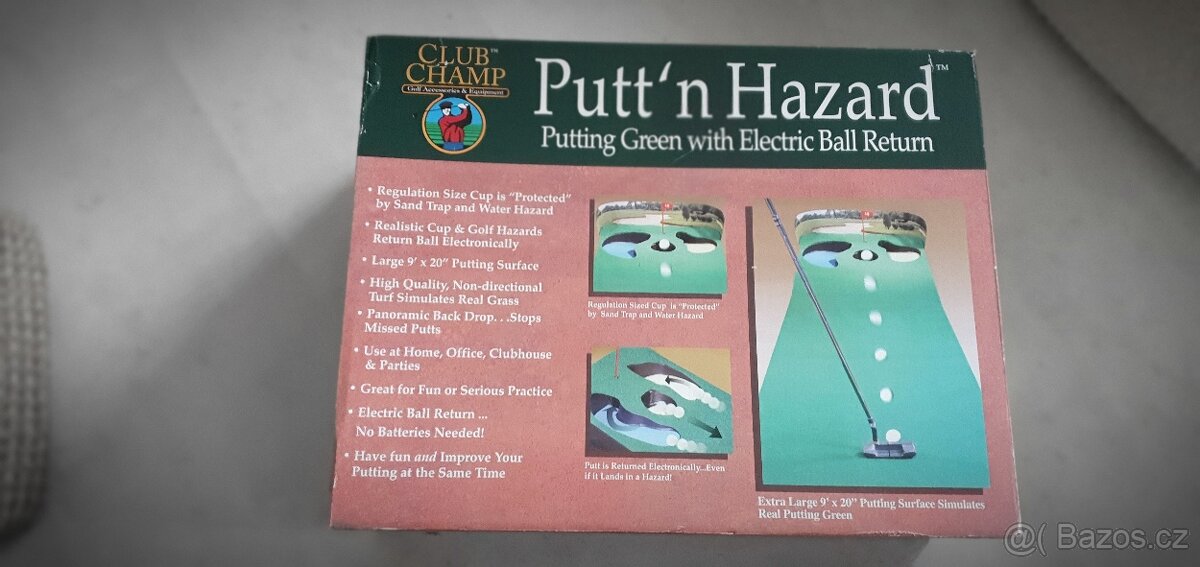 CLUB™
CHAMP
Golf Accessories & Equipment
Putt'n Hazard™
Putting Green with Electric Ball Return
• Regulation Size Cup is "Protected"
by Sand Trap and Water Hazard
• Realistic Cup & Golf Hazards
Return Ball Electronically
• Large 9' x 20" Putting Surface
• High Quality, Non-directional
Turf Simulates Real Grass
• Panoramic Back Drop. . .Stops
Missed Putts
• Use at Home, Office, Clubhouse
& Parties
• Great for Fun or Serious Practice
• Electric Ball Return ...
No Batteries Needed!
• Have fun and Improve Your
Putting at the Same Time
Regulation Sized Cup is "Protected"
by Sand Trap and Water Hazard
Putt is Returned Electronically...Even
if it Lands in a Hazard!
Extra Large 9' x 20" Putting Surface Simulates
Real Putting Green
@( Bazos.cz